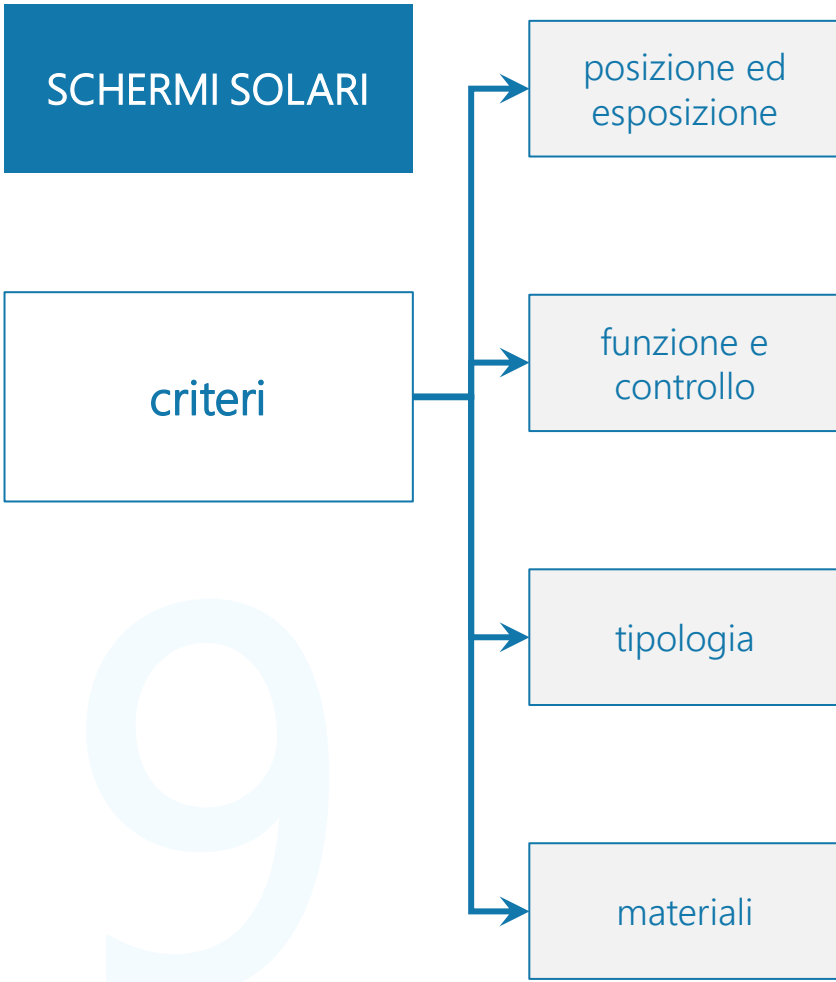 SCHERMI SOLARI
posizione ed
esposizione
criteri
funzione e
controllo
tipologia
materiali
9